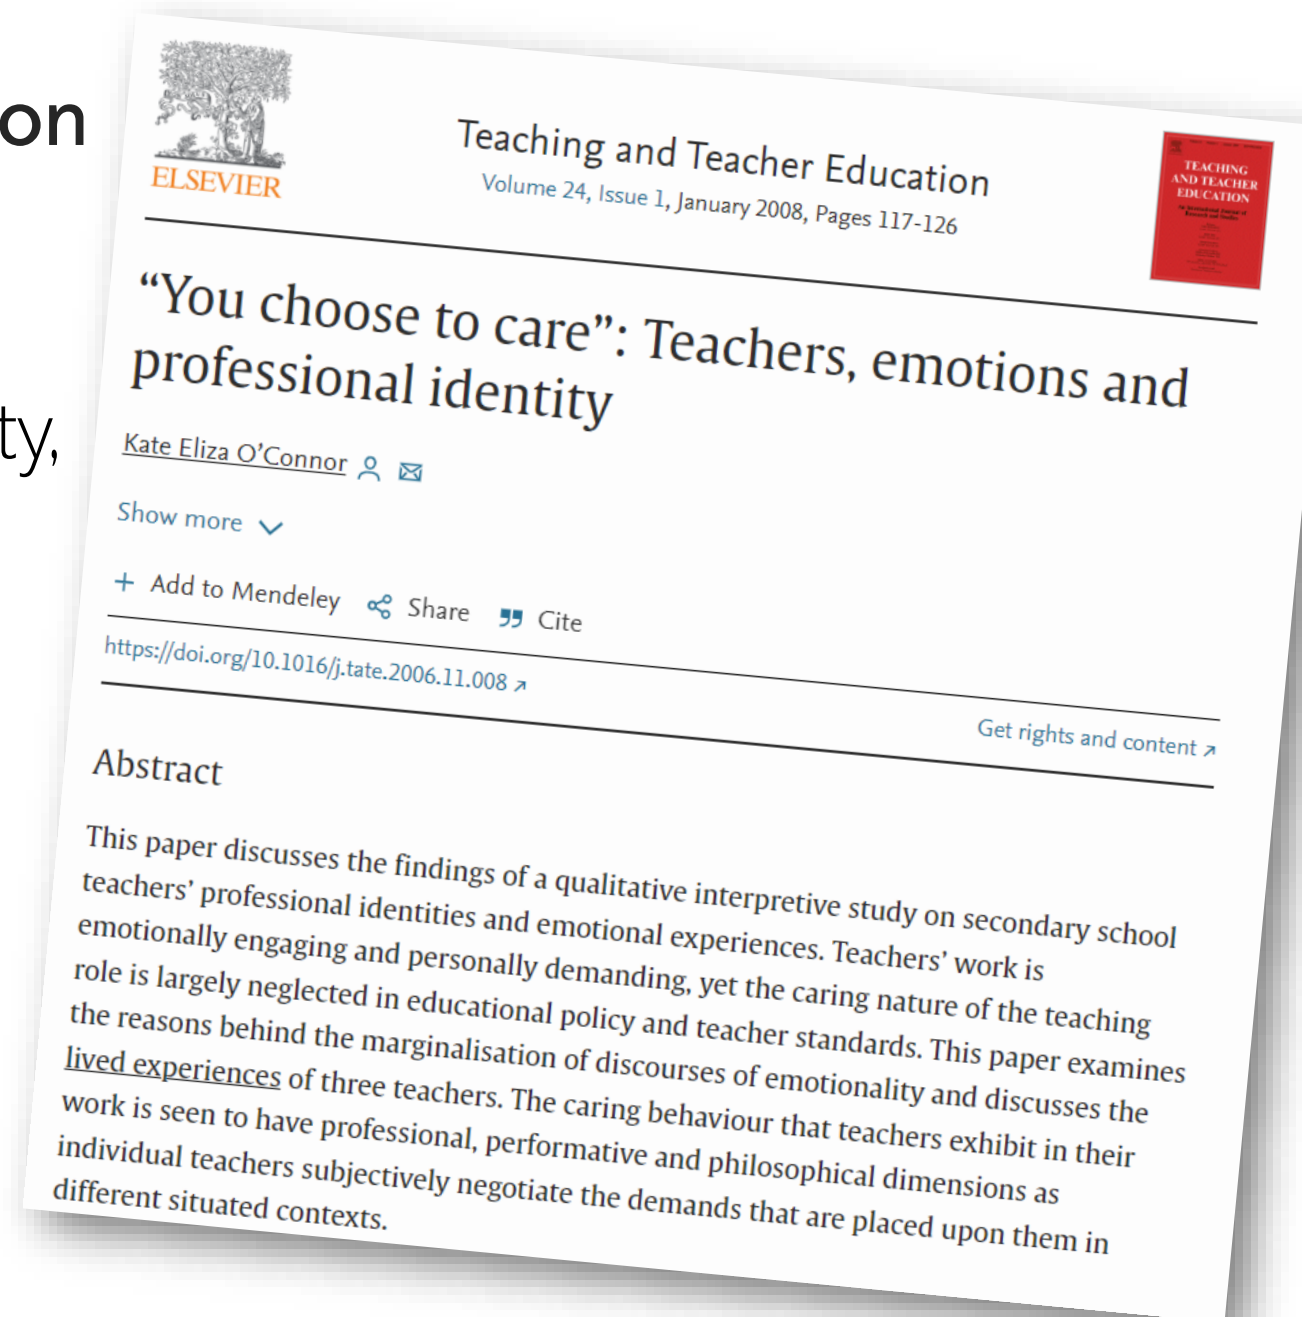 on
ty,
ELSEVIER
Teaching and Teacher Education
Volume 24, Issue 1, January 2008, Pages 117-126
TEACHING
AND TEACHER
EDUCATION
“You choose to care”: Teachers, emotions and
professional identity
Kate Eliza O’Connor
Show more
+ Add to Mendeley Share Cite
https://doi.org/10.1016/j.tate.2006.11.008
Get rights and content
Abstract
This paper discusses the findings of a qualitative interpretive study on secondary school
teachers’ professional identities and emotional experiences. Teachers’ work is
emotionally engaging and personally demanding, yet the caring nature of the teaching
role is largely neglected in educational policy and teacher standards. This paper examines
the reasons behind the marginalisation of discourses of emotionality and discusses the
lived experiences of three teachers. The caring behaviour that teachers exhibit in their
work is seen to have professional, performative and philosophical dimensions as
individual teachers subjectively negotiate the demands that are placed upon them in
different situated contexts.